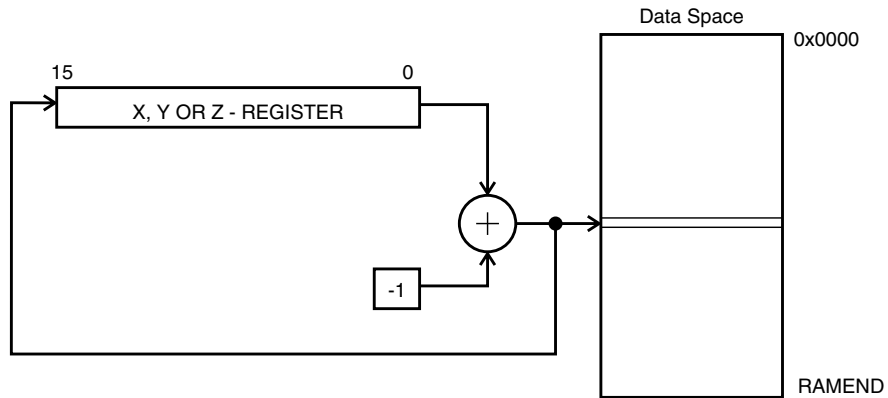 Data Space
0x0000
15
0
X, Y OR Z - REGISTER
-1
RAMEND